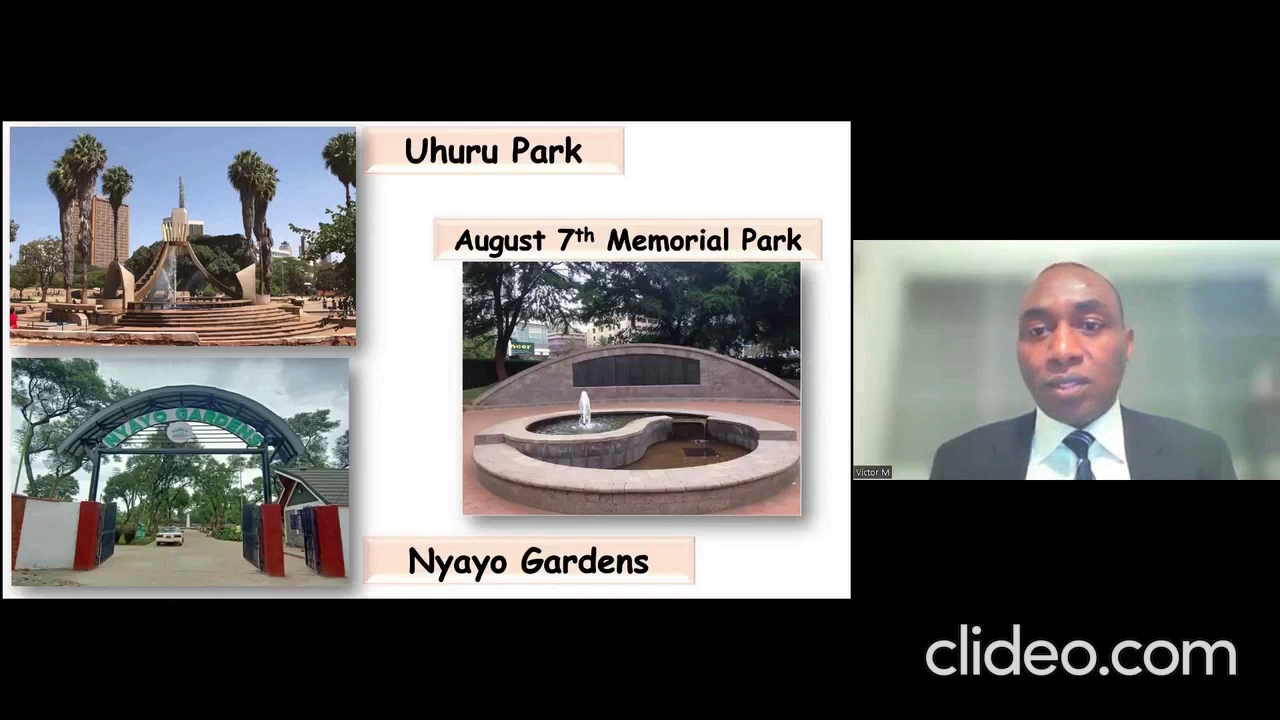 Uhuru Park
August 7th Memorial Park
NYAYO GARDENS
Nyayo Gardens
Victor M
clideo.com